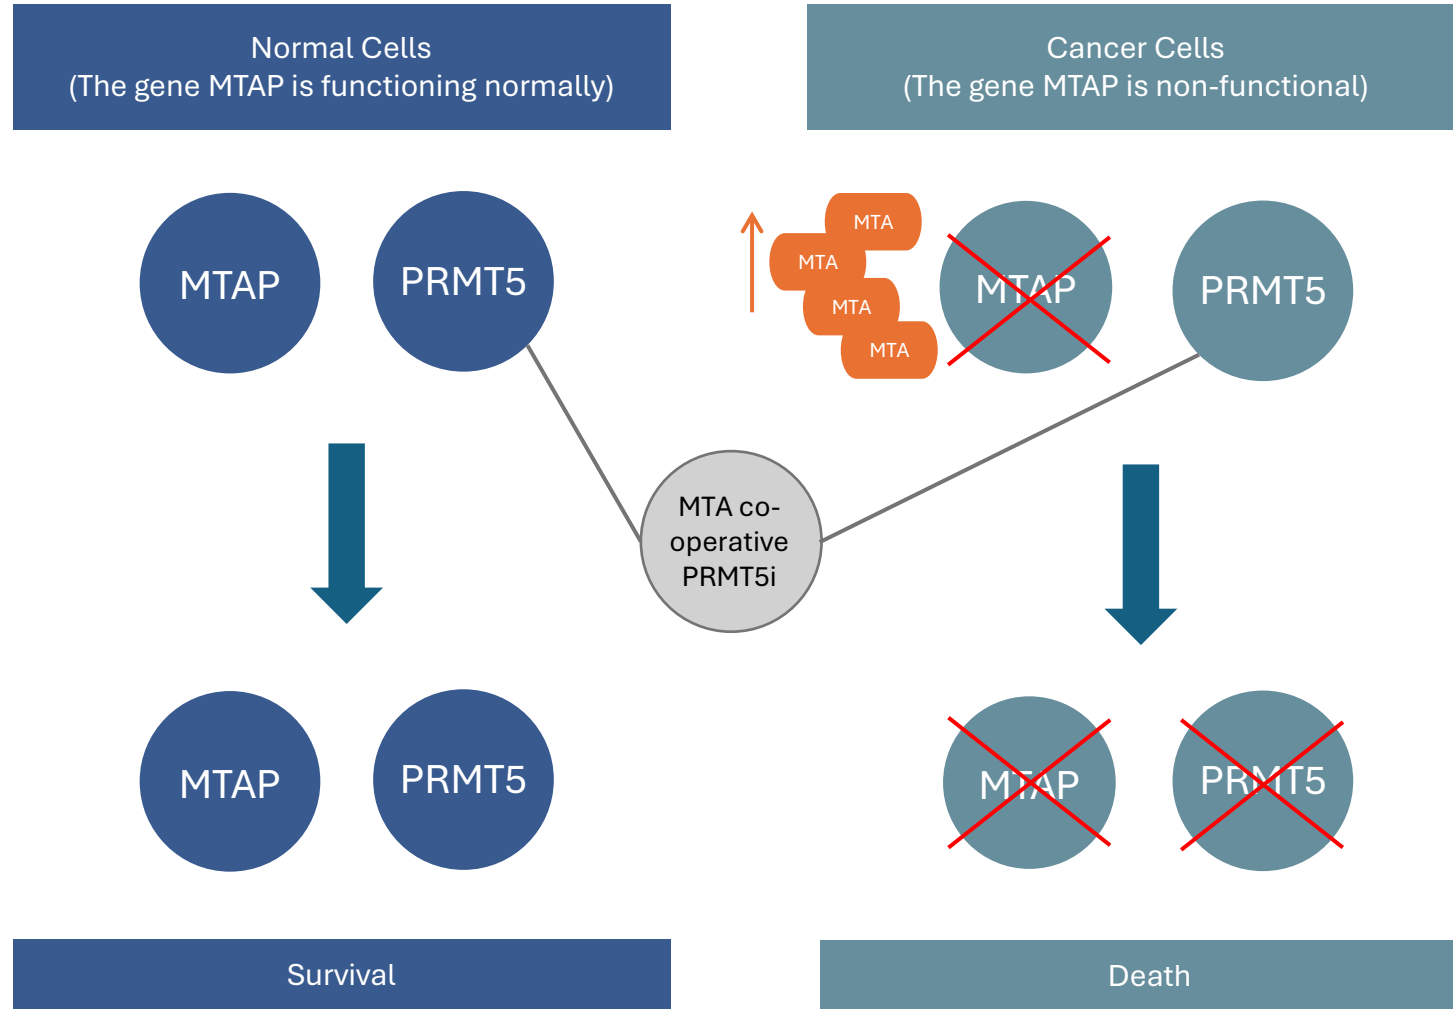 Normal Cells
(The gene MTAP is functioning normally)
Cancer Cells
(The gene MTAP is non-functional)
MTAP
PRMT5
MTA
MTA
MTA
MTA
MTAP
PRMT5
MTA co-
operative
PRMT5i
MTAP
PRMT5
MTAP
PRMT5
Survival
Death